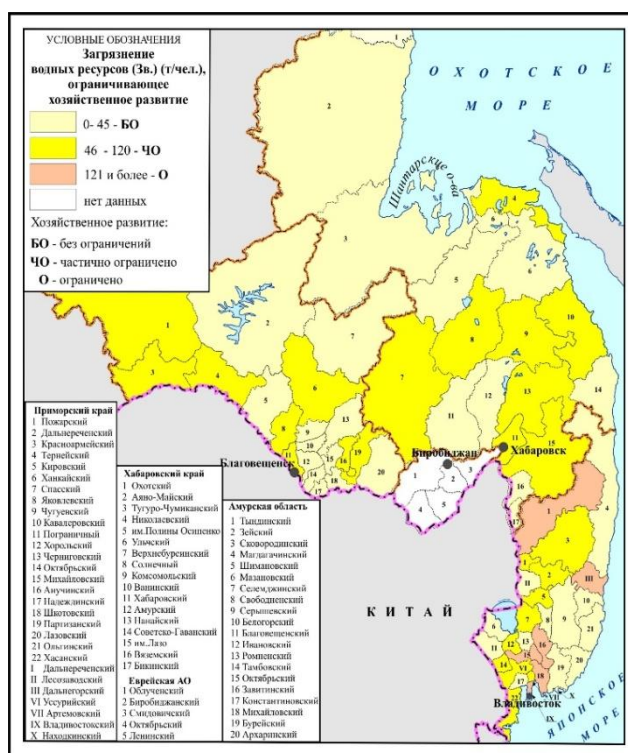 УСЛОВНЫЕ ОБОЗНАЧЕНИЯ
Загрязнение
водных ресурсов (Зв.) (т/чел.),
ограничивающее
хозяйственное развитие
0- 45 - БО
46 - 120 - ЧО
121 и более - О
нет данных
Хозяйственное развитие:
БО - без ограничений
ЧО - частично ограничено
О - ограничено
ОХОТСКОЕ
МОРЕ
Шантарские о-ва
Биробиджан
Хабаровск
Благовещенск
КИТАЙ
Владивосток
ЯПОНСКОЕ
МОРЕ
Приморский край
1 Пожарский
2 Дальнереченский
3 Красноармейский
4 Тернейский
5 Кировский
6 Ханкайский
7 Спасский
8 Яковлевский
9 Чугуевский
10 Кавалеровский
11 Пограничный
12 Хорольский
13 Черниговский
14 Октябрьский
15 Михайловский
16 Анучинский
17 Надеждинский
18 Шкотовский
19 Партизанский
20 Лазовский
21 Ольгинский
22 Хасанский
I Дальнереченский
II Лесозаводский
III Дальнегорский
VI Уссурийский
VII Артемовский
IX Владивостокский
X Находкинский
Хабаровский край
1 Охотский
2 Аяно-Майский
3 Тугуро-Чумиканский
4 Николаевский
5 им.Полины Осипенко
6 Ульчский
7 Верхнебуреинский
8 Солнечный
9 Комсомольский
10 Ванинский
11 Хабаровский
12 Амурский
13 Нанайский
14 Советско-Гаванский
15 им.Лазо
16 Вяземский
17 Бикинский
Еврейская АО
1 Облученский
2 Биробиджанский
3 Смидовичский
4 Октябрьский
5 Ленинский
Амурская область
1 Тындинский
2 Зейский
3 Сковородинский
4 Магдагачинский
5 Шимановский
6 Мазановский
7 Селемджинский
8 Свободненский
9 Серышевский
10 Белогорский
11 Благовещенский
12 Ивановский
13 Ромненский
14 Тамбовский
15 Октябрьский
16 Завитинский
17 Константиновский
18 Михайловский
19 Бурейский
20 Архаринский